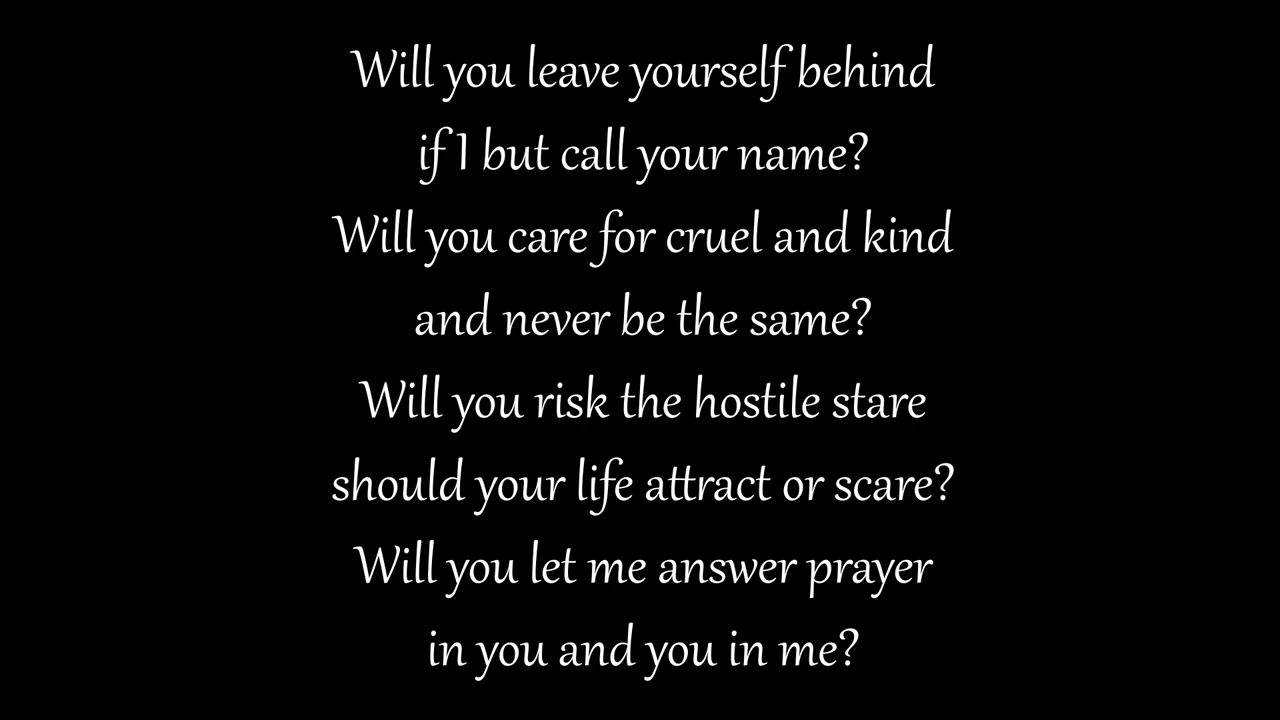 Will you leave yourself behind
if I but call your name?
Will you care for cruel and kind
and never be the same?
Will you risk the hostile stare
should your life attract or scare?
Will you let me answer prayer
in you and you in me?